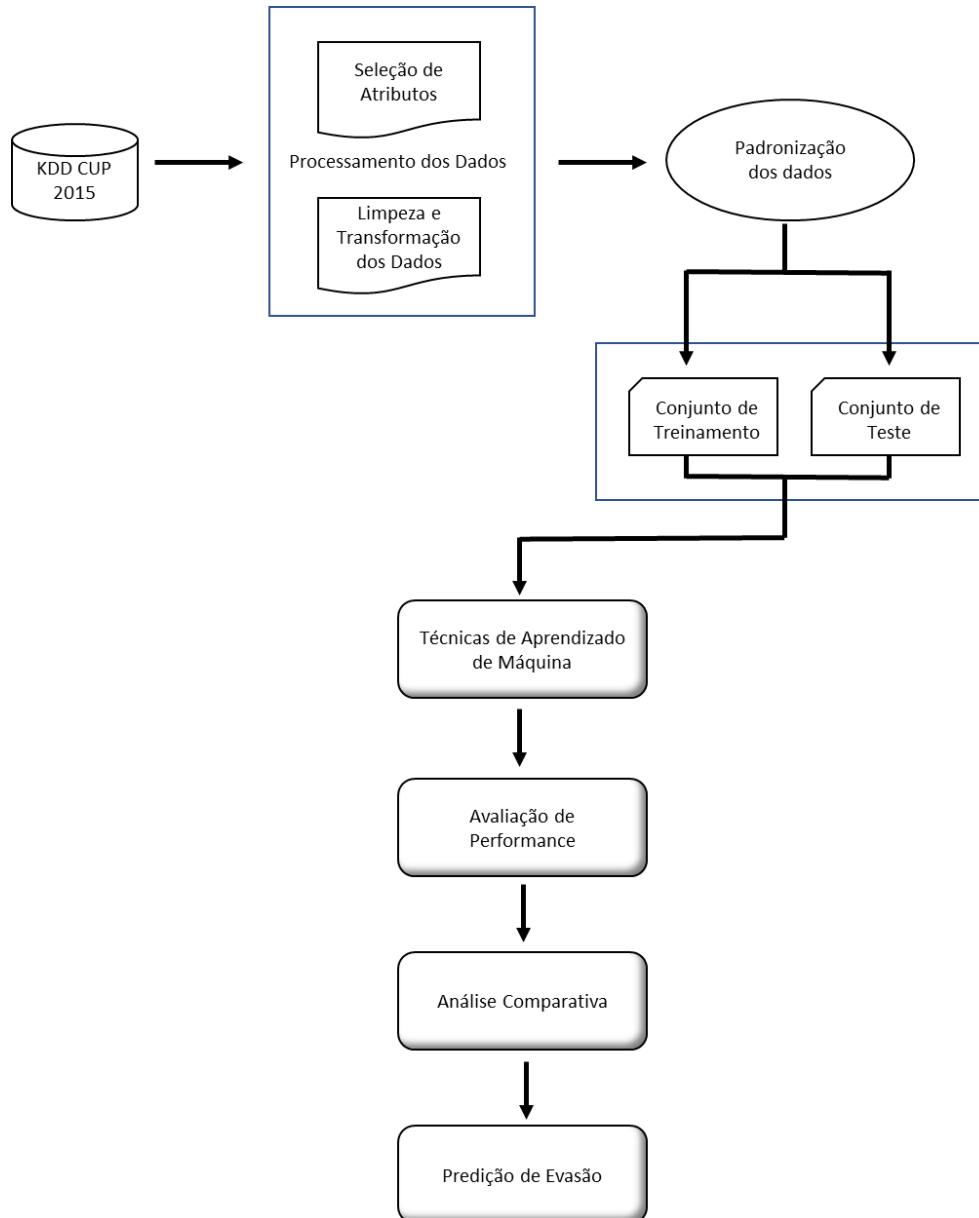 KDD CUP
2015
Seleção de
Atributos
Processamento dos Dados
Limpeza e
Transformação
dos Dados
Padronização
dos dados
Conjunto de
Treinamento
Conjunto de
Teste
Técnicas de Aprendizado
de Máquina
Avaliação de
Performance
Análise Comparativa
Predição de Evasão